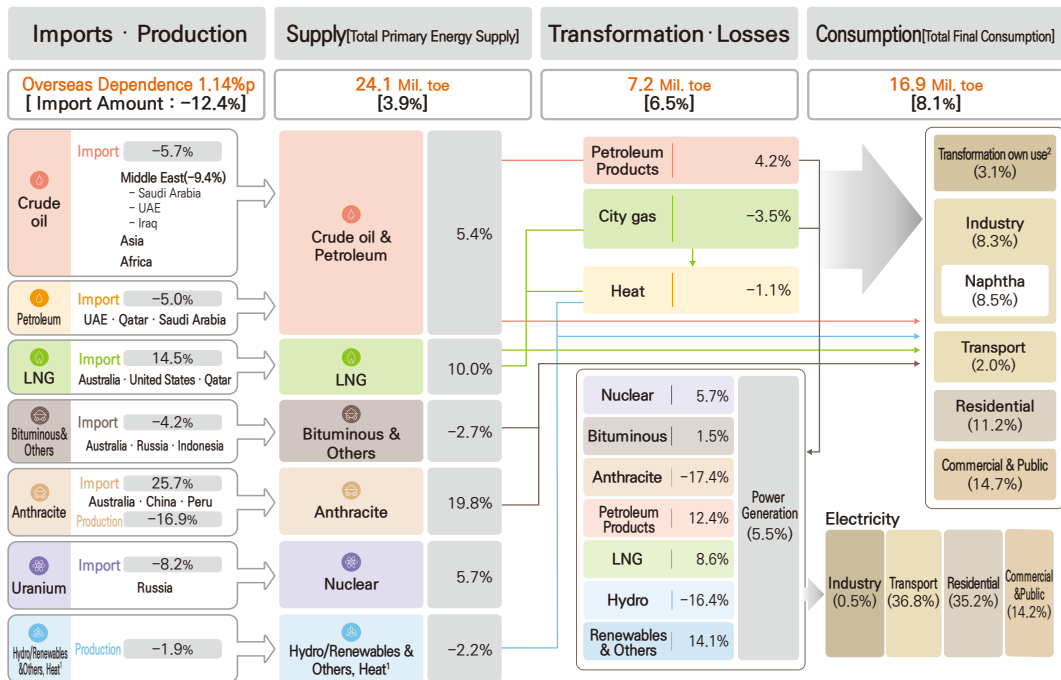 Imports · Production
Supply[Total Primary Energy Supply]
Transformation · Losses
Consumption[Total Final Consumption]
Overseas Dependence 1.14%p
[ Import Amount : -12.4%]
24.1 Mil. toe
[3.9%]
7.2 Mil. toe
[6.5%]
16.9 Mil. toe
[8.1%]
Crude
oil
Import -5.7%
Middle East(-9.4%)
- Saudi Arabia
- UAE
- Iraq
Asia
Africa
Petroleum
Import -5.0%
UAE · Qatar · Saudi Arabia
LNG
Import 14.5%
Australia · United States · Qatar
Bituminous&
Others
Import -4.2%
Australia · Russia · Indonesia
Anthracite
Import 25.7%
Australia · China · Peru
Production -16.9%
Uranium
Import -8.2%
Russia
Hydro/Renewables
&Others, Heat¹
Production -1.9%
Crude oil &
Petroleum
5.4%
LNG
10.0%
Bituminous &
Others
-2.7%
Anthracite
19.8%
Nuclear
5.7%
Hydro/Renewables &
Others, Heat¹
-2.2%
Petroleum
Products
4.2%
City gas
-3.5%
Heat
-1.1%
Nuclear 5.7%
Bituminous 1.5%
Anthracite -17.4%
Petroleum
Products
12.4%
LNG 8.6%
Hydro -16.4%
Renewables
& Others
14.1%
Power
Generation
(5.5%)
Transformation own use²
(3.1%)
Industry
(8.3%)
Naphtha
(8.5%)
Transport
(2.0%)
Residential
(11.2%)
Commercial & Public
(14.7%)
Electricity
Industry
(0.5%)
Transport
(36.8%)
Residential
(35.2%)
Commercial
&Public
(14.2%)